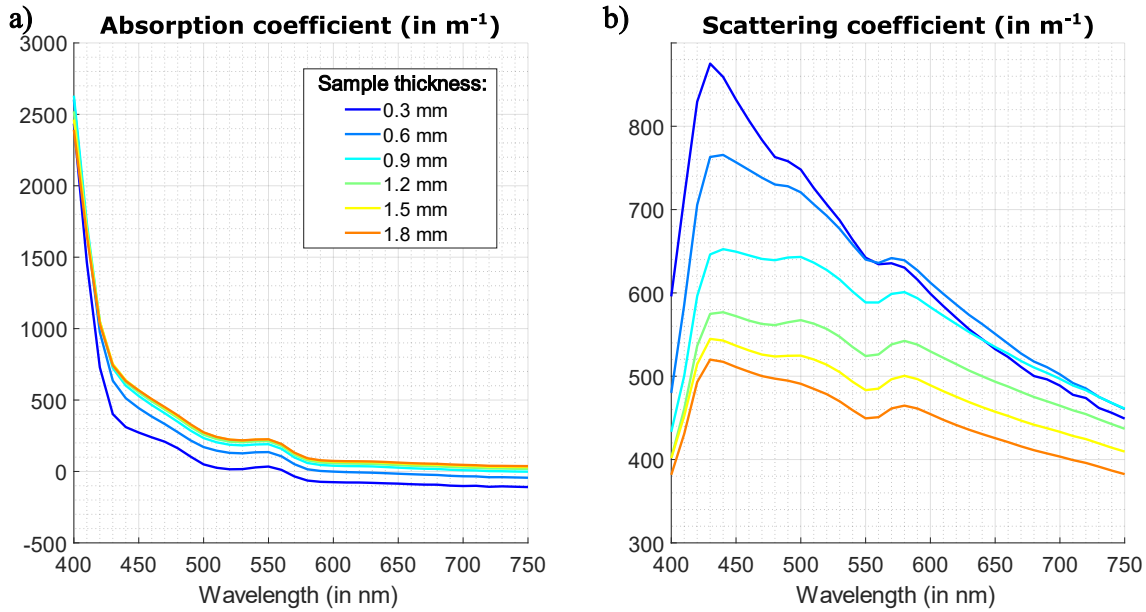 a)
Absorption coefficient (in m⁻¹)
3000
2500
2000
1500
1000
500
0
-500
400 450 500 550 600 650 700 750
Wavelength (in nm)
Sample thickness:
0.3 mm
0.6 mm
0.9 mm
1.2 mm
1.5 mm
1.8 mm
b)
Scattering coefficient (in m⁻¹)
800
700
600
500
400
300
400 450 500 550 600 650 700 750
Wavelength (in nm)